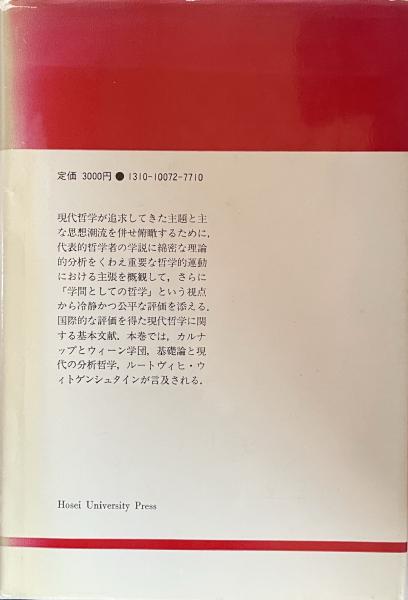 定価 3000円 ● 1310-10072-7710
現代哲学が追求してきた主題と主
な思想潮流を併せ俯瞰するために，
代表的哲学者の学説に綿密な理論
的分析をくわえ重要な哲学的運動
における主張を概観して，さらに
「学問としての哲学」という視点
から冷静かつ公平な評価を添える．
国際的な評価を得た現代哲学に関
する基本文献．本巻では，カルナ
ップとウィーン学団，基礎論と現
代の分析哲学，ルートヴィヒ・ウ
ィトゲンシュタインが言及される．
Hosei University Press